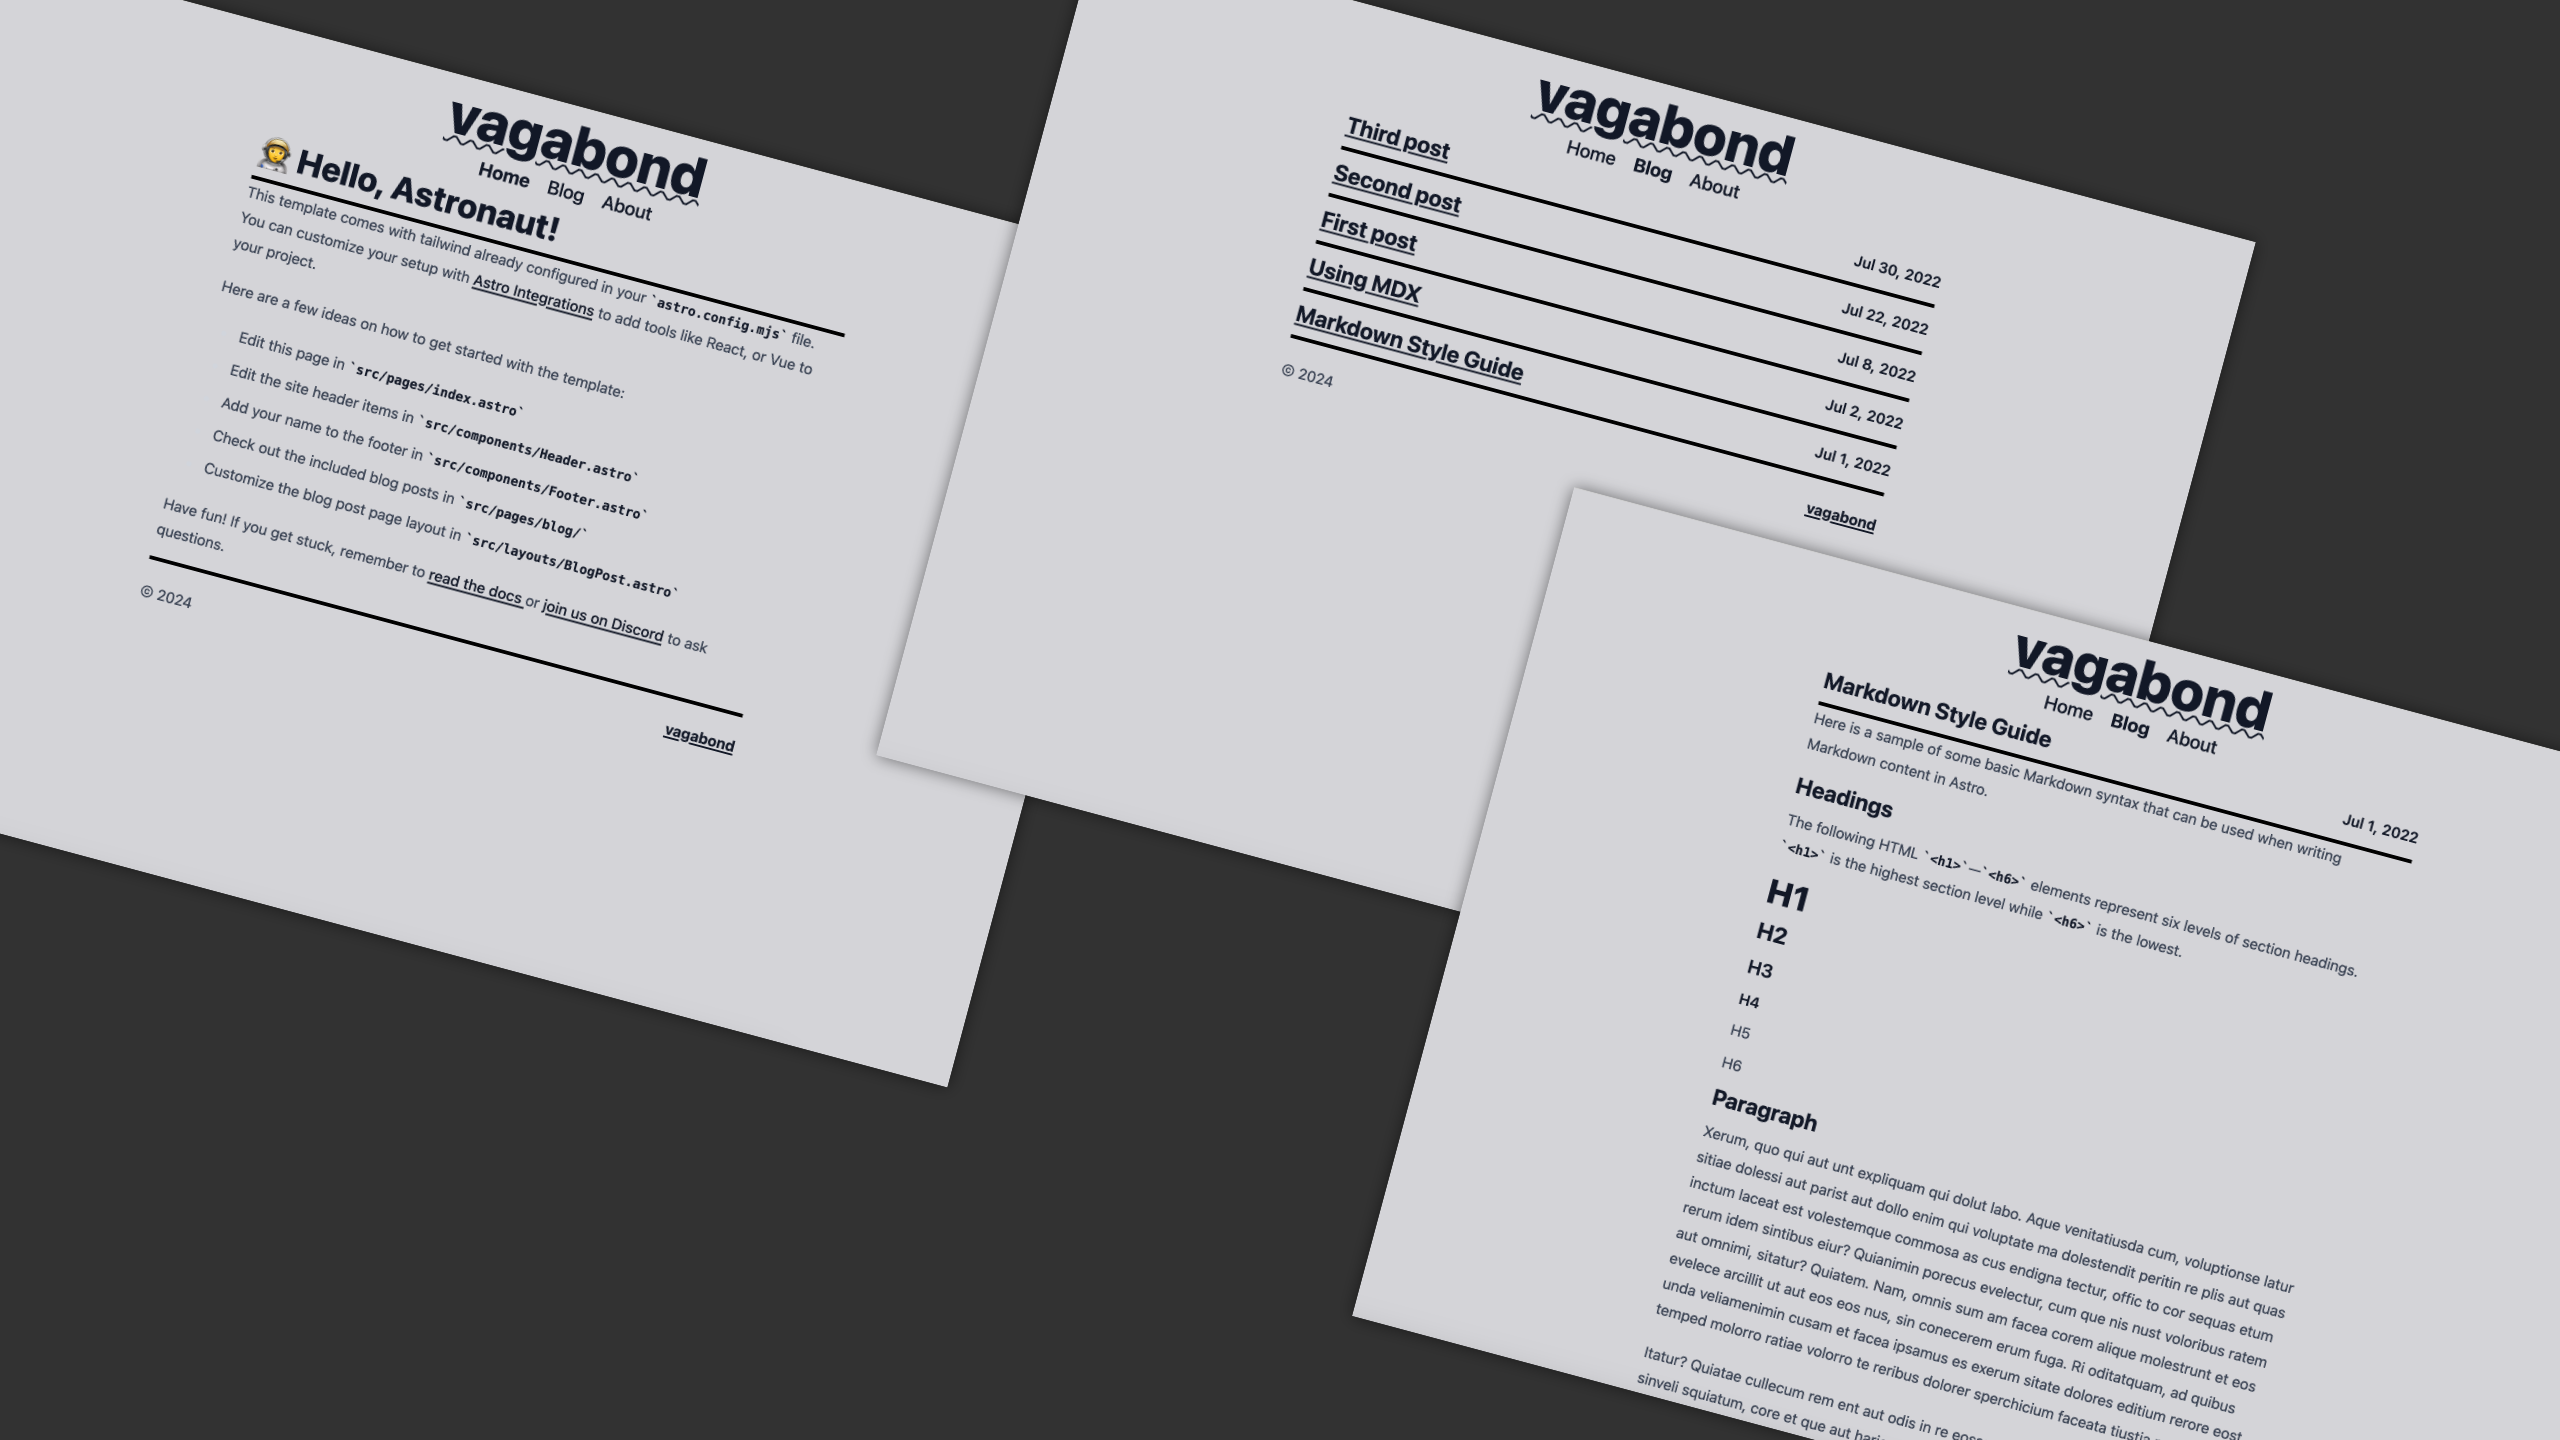 vagabond
Home Blog About
🧑‍🚀 Hello, Astronaut!
This template comes with tailwind already configured in your `astro.config.mjs` file.
You can customize your setup with Astro Integrations to add tools like React, or Vue to
your project.
Here are a few ideas on how to get started with the template:
Edit this page in `src/pages/index.astro`
Edit the site header items in `src/components/Header.astro`
Add your name to the footer in `src/components/Footer.astro`
Check out the included blog posts in `src/pages/blog/`
Customize the blog post page layout in `src/layouts/BlogPost.astro`
Have fun! If you get stuck, remember to read the docs or join us on Discord to ask
questions.
© 2024 vagabond
vagabond
Home Blog About
Third post Jul 30, 2022
Second post Jul 22, 2022
First post Jul 8, 2022
Using MDX Jul 2, 2022
Markdown Style Guide Jul 1, 2022
© 2024 vagabond
vagabond
Home Blog About
Markdown Style Guide Jul 1, 2022
Here is a sample of some basic Markdown syntax that can be used when writing
Markdown content in Astro.
Headings
The following HTML `<h1>`—`<h6>` elements represent six levels of section headings.
`<h1>` is the highest section level while `<h6>` is the lowest.
H1
H2
H3
H4
H5
H6
Paragraph
Xerum, quo qui aut unt expliquam qui dolut labo. Aque venitatiusda cum, voluptionse latur
sitiae dolessi aut parist aut dollo enim qui voluptate ma dolestendit peritin re plis aut quas
inctum laceat est volestemque commosa as cus endigna tectur, offic to cor sequas etum
rerum idem sintibus eiur? Quianimin porecus evelectur, cum que nis nust voloribus ratem
aut omnimi, sitatur? Quiatem. Nam, omnis sum am facea corem alique molestrunt et eos
evelece arcillit ut aut eos eos nus, sin conecerem erum fuga. Ri oditatquam, ad quibus
unda veliamenimin cusam et facea ipsamus es exerum sitate dolores editium rerore eost
temped molorro ratiae volorro te reribus dolorer sperchicium faceata tiustia
Itatur? Quiatae cullecum rem ent aut odis in re
sinveli squiatum, core et que aut